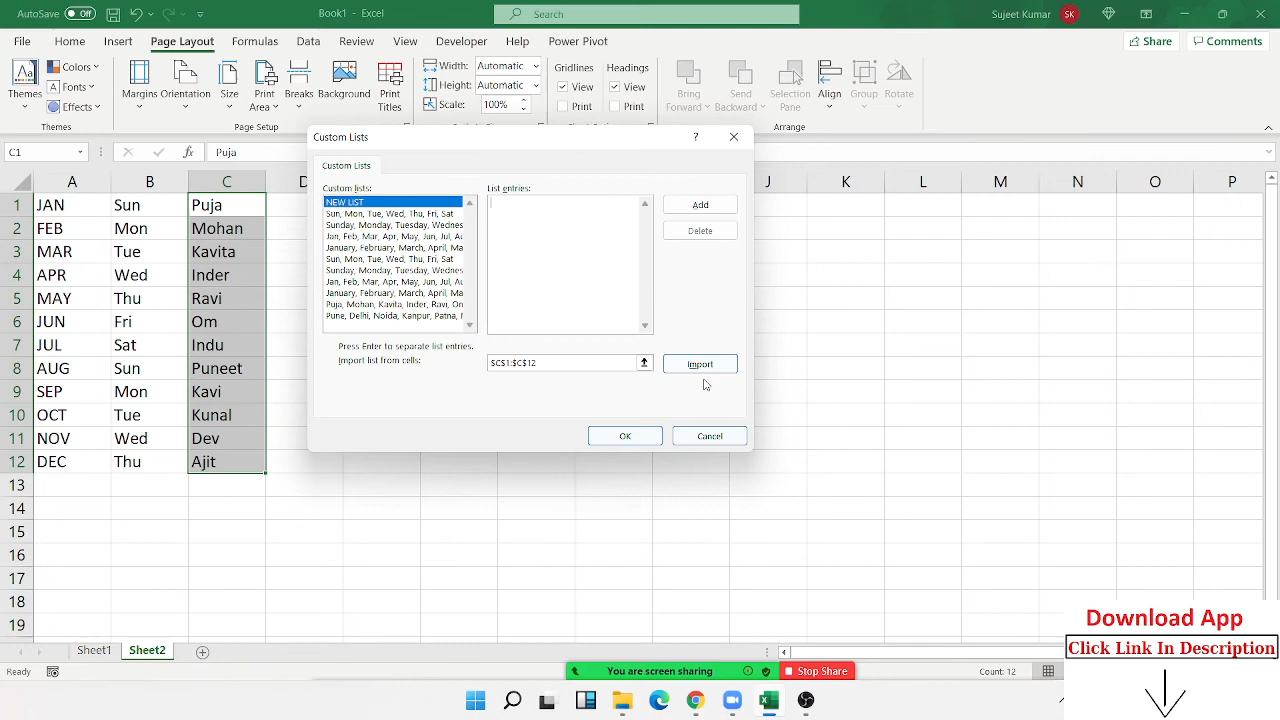 AutoSave Off Book1 - Excel Search Sujeet Kumar SK
File Home Insert Page Layout Formulas Data Review View Developer Help Power Pivot Share Comments
Themes Colors Fonts Effects Margins Orientation Size Print Area Breaks Background Print Titles Width: Automatic Height: Automatic Scale: 100% Gridlines View Print Headings View Print Bring Forward Send Backward Selection Pane Align Group Rotate
Themes Page Setup Arrange
C1 fx Puja
A B C D J K L M N O P
1 JAN Sun Puja
2 FEB Mon Mohan
3 MAR Tue Kavita
4 APR Wed Inder
5 MAY Thu Ravi
6 JUN Fri Om
7 JUL Sat Indu
8 AUG Sun Puneet
9 SEP Mon Kavi
10 OCT Tue Kunal
11 NOV Wed Dev
12 DEC Thu Ajit
13
14
15
16
17
18
19
Custom Lists ?
Custom Lists
Custom lists: List entries:
NEW LIST
Sun, Mon, Tue, Wed, Thu, Fri, Sat
Sunday, Monday, Tuesday, Wednes
Jan, Feb, Mar, Apr, May, Jun, Jul, Au
January, February, March, April, Ma
Sun, Mon, Tue, Wed, Thu, Fri, Sat
Sunday, Monday, Tuesday, Wednes
Jan, Feb, Mar, Apr, May, Jun, Jul, Au
January, February, March, April, Ma
Puja, Mohan, Kavita, Inder, Ravi, Om
Pune, Delhi, Noida, Kanpur, Patna,
Add
Delete
Press Enter to separate list entries.
Import list from cells: $C$1:$C$12 Import
OK Cancel
Download App
Click Link In Description
Sheet1 Sheet2
Ready You are screen sharing Stop Share Count: 12